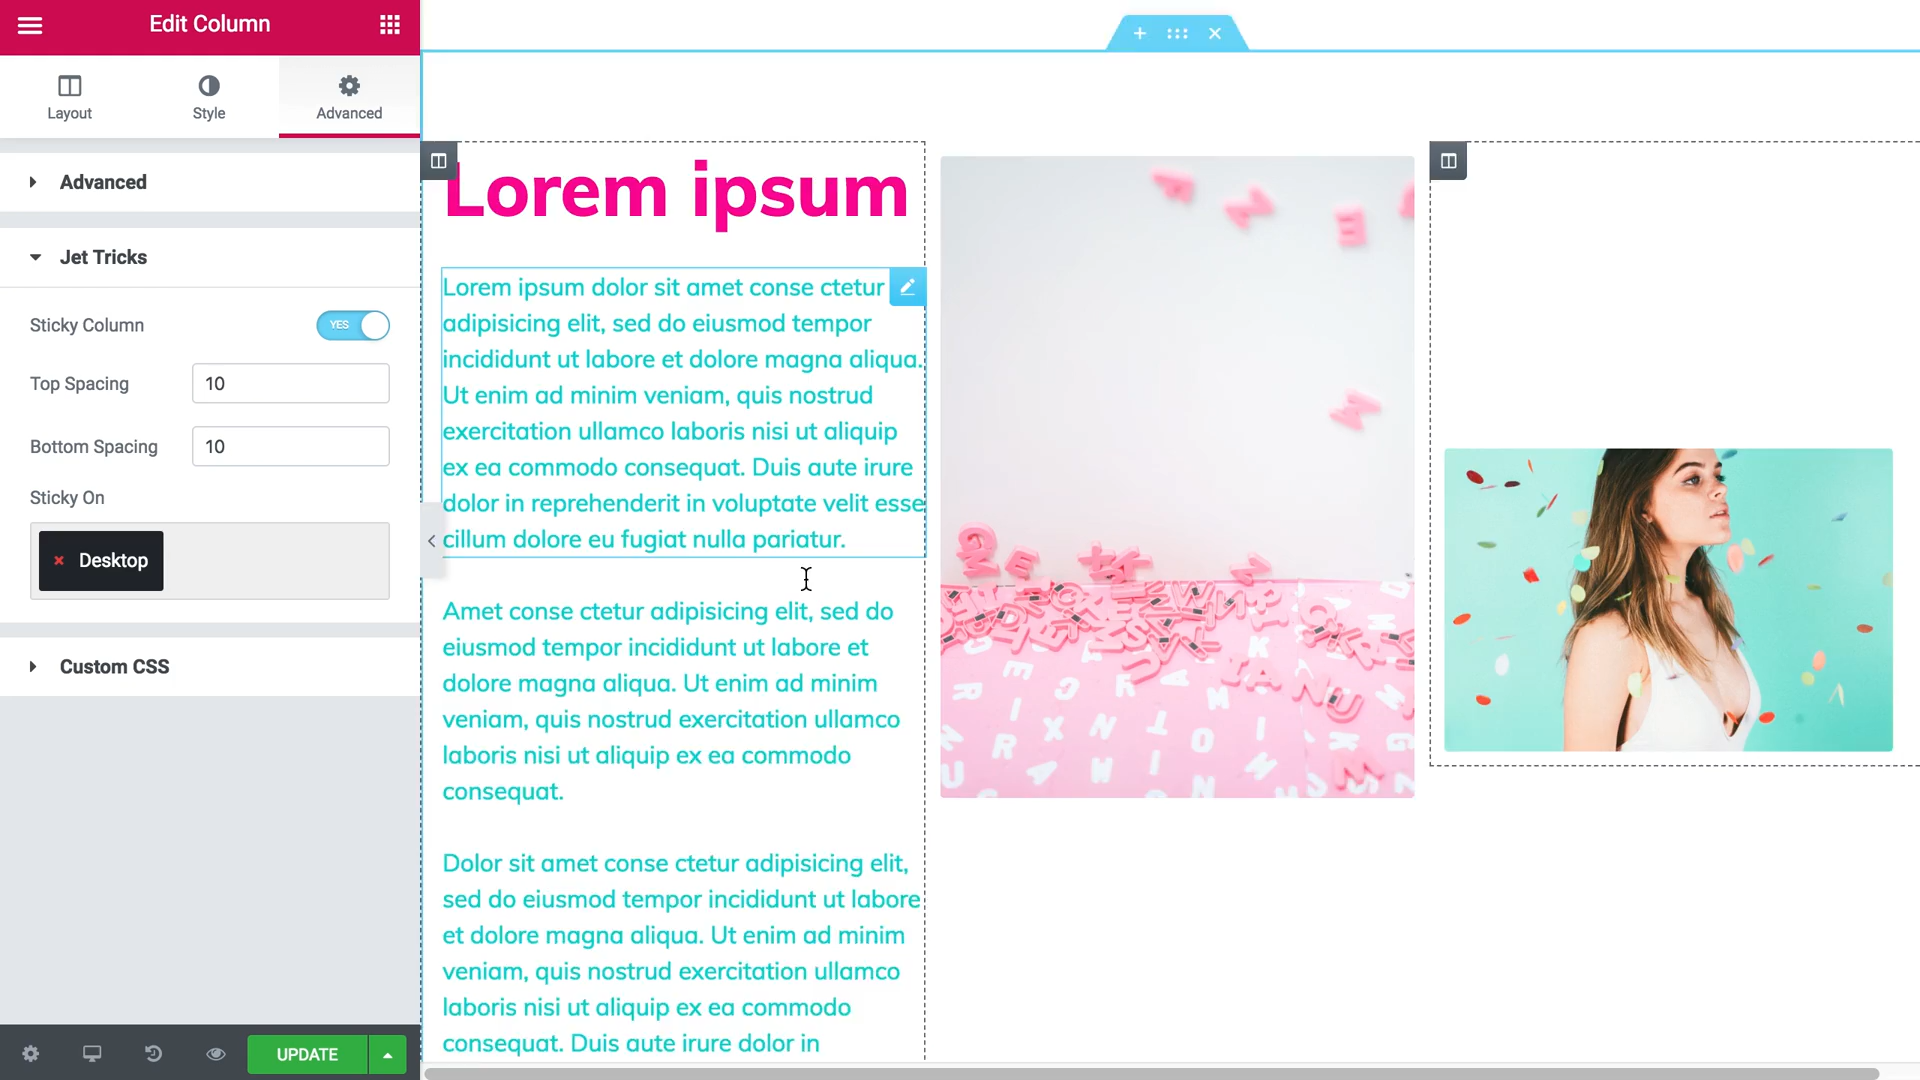 Edit Column
Layout
Style
Advanced
Advanced
Jet Tricks
Sticky Column
YES
Top Spacing
10
Bottom Spacing
10
Sticky On
× Desktop
Custom CSS
UPDATE
Lorem ipsum
Lorem ipsum dolor sit amet conse ctetur
adipisicing elit, sed do eiusmod tempor
incididunt ut labore et dolore magna aliqua.
Ut enim ad minim veniam, quis nostrud
exercitation ullamco laboris nisi ut aliquip
ex ea commodo consequat. Duis aute irure
dolor in reprehenderit in voluptate velit esse
cillum dolore eu fugiat nulla pariatur.
Amet conse ctetur adipisicing elit, sed do
eiusmod tempor incididunt ut labore et
dolore magna aliqua. Ut enim ad minim
veniam, quis nostrud exercitation ullamco
laboris nisi ut aliquip ex ea commodo
consequat.
Dolor sit amet conse ctetur adipisicing elit,
sed do eiusmod tempor incididunt ut labore
et dolore magna aliqua. Ut enim ad minim
veniam, quis nostrud exercitation ullamco
laboris nisi ut aliquip ex ea commodo
consequat. Duis aute irure dolor in